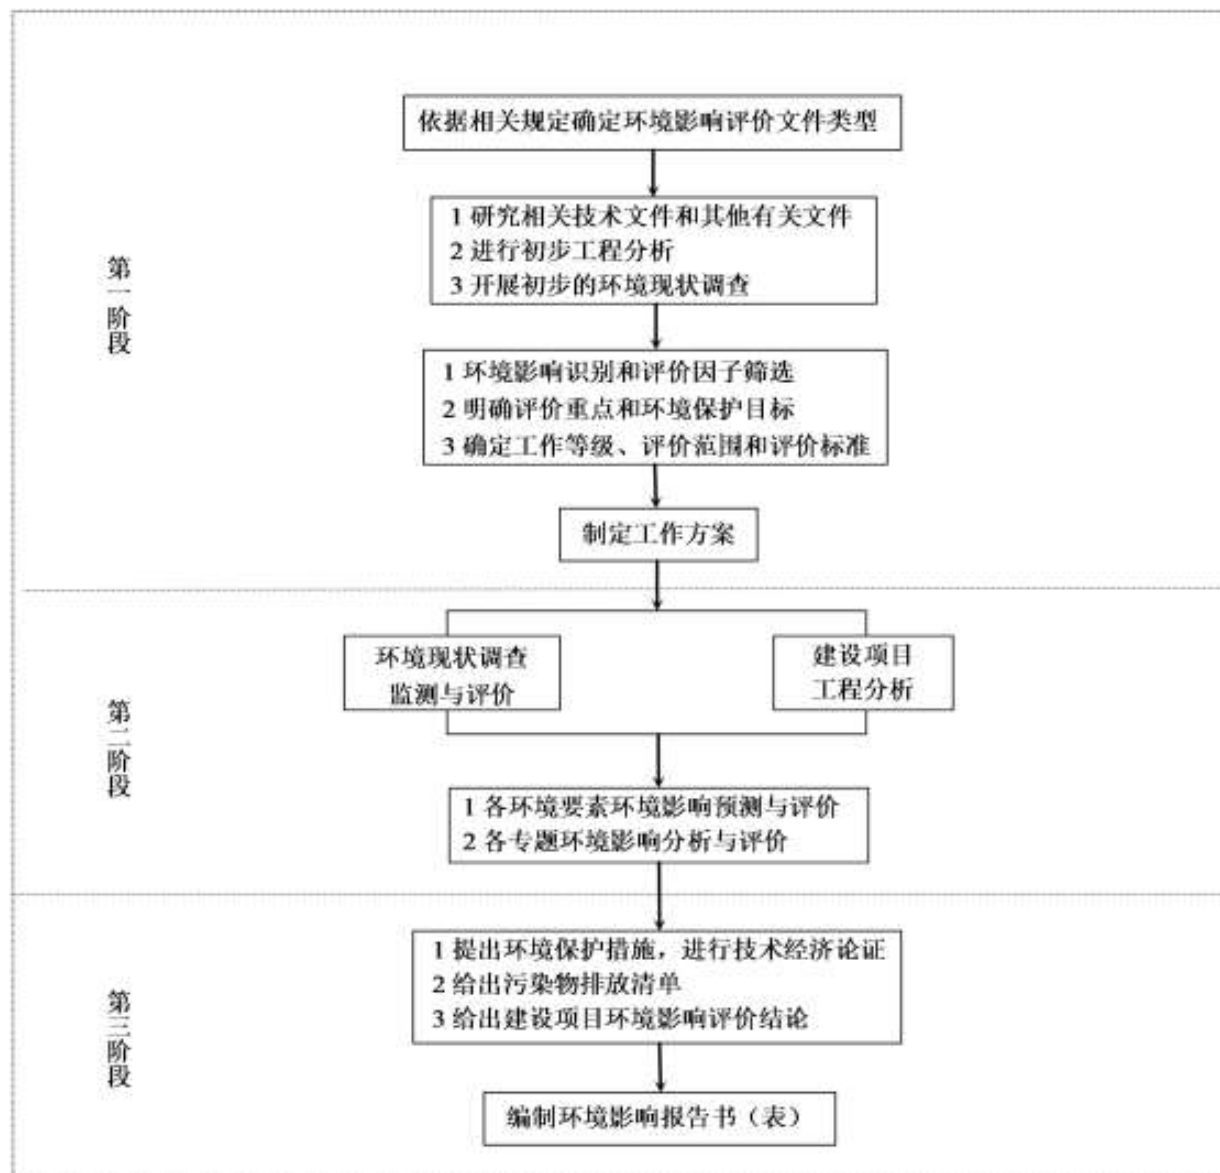 依据相关规定确定环境影响评价文件类型
1 研究相关技术文件和其他有关文件
2 进行初步工程分析
3 开展初步的环境现状调查
第一阶段
1 环境影响识别和评价因子筛选
2 明确评价重点和环境保护目标
3 确定工作等级、评价范围和评价标准
制定工作方案
环境现状调查
监测与评价
建设项目
工程分析
第二阶段
1 各环境要素环境影响预测与评价
2 各专题环境影响分析与评价
1 提出环境保护措施，进行技术经济论证
2 给出污染物排放清单
3 给出建设项目环境影响评价结论
第三阶段
编制环境影响报告书（表）